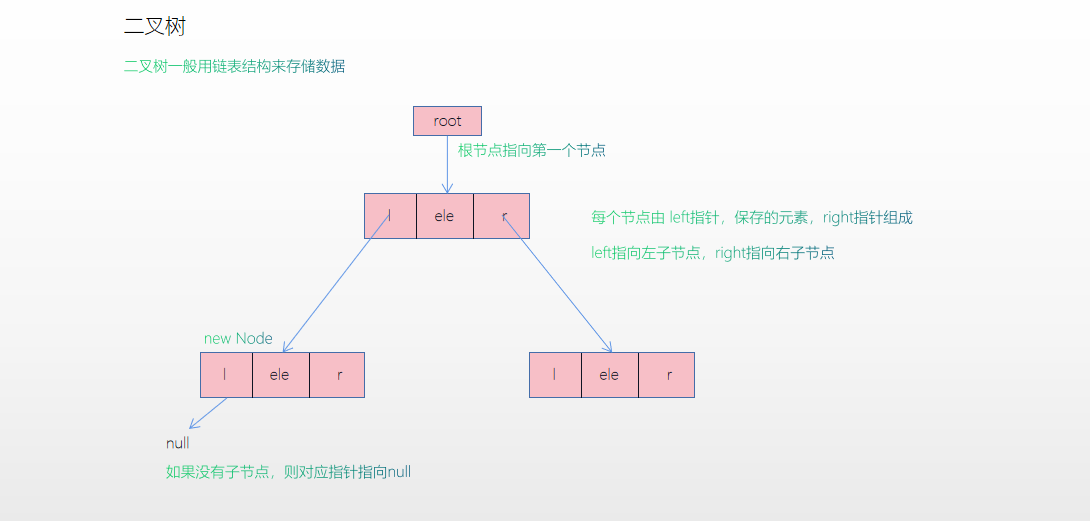 二叉树
二叉树一般用链表结构来存储数据
root
根节点指向第一个节点
l ele r
每个节点由 left指针，保存的元素，right指针组成
left指向左子节点，right指向右子节点
new Node
l ele r
l ele r
null
如果没有子节点，则对应指针指向null